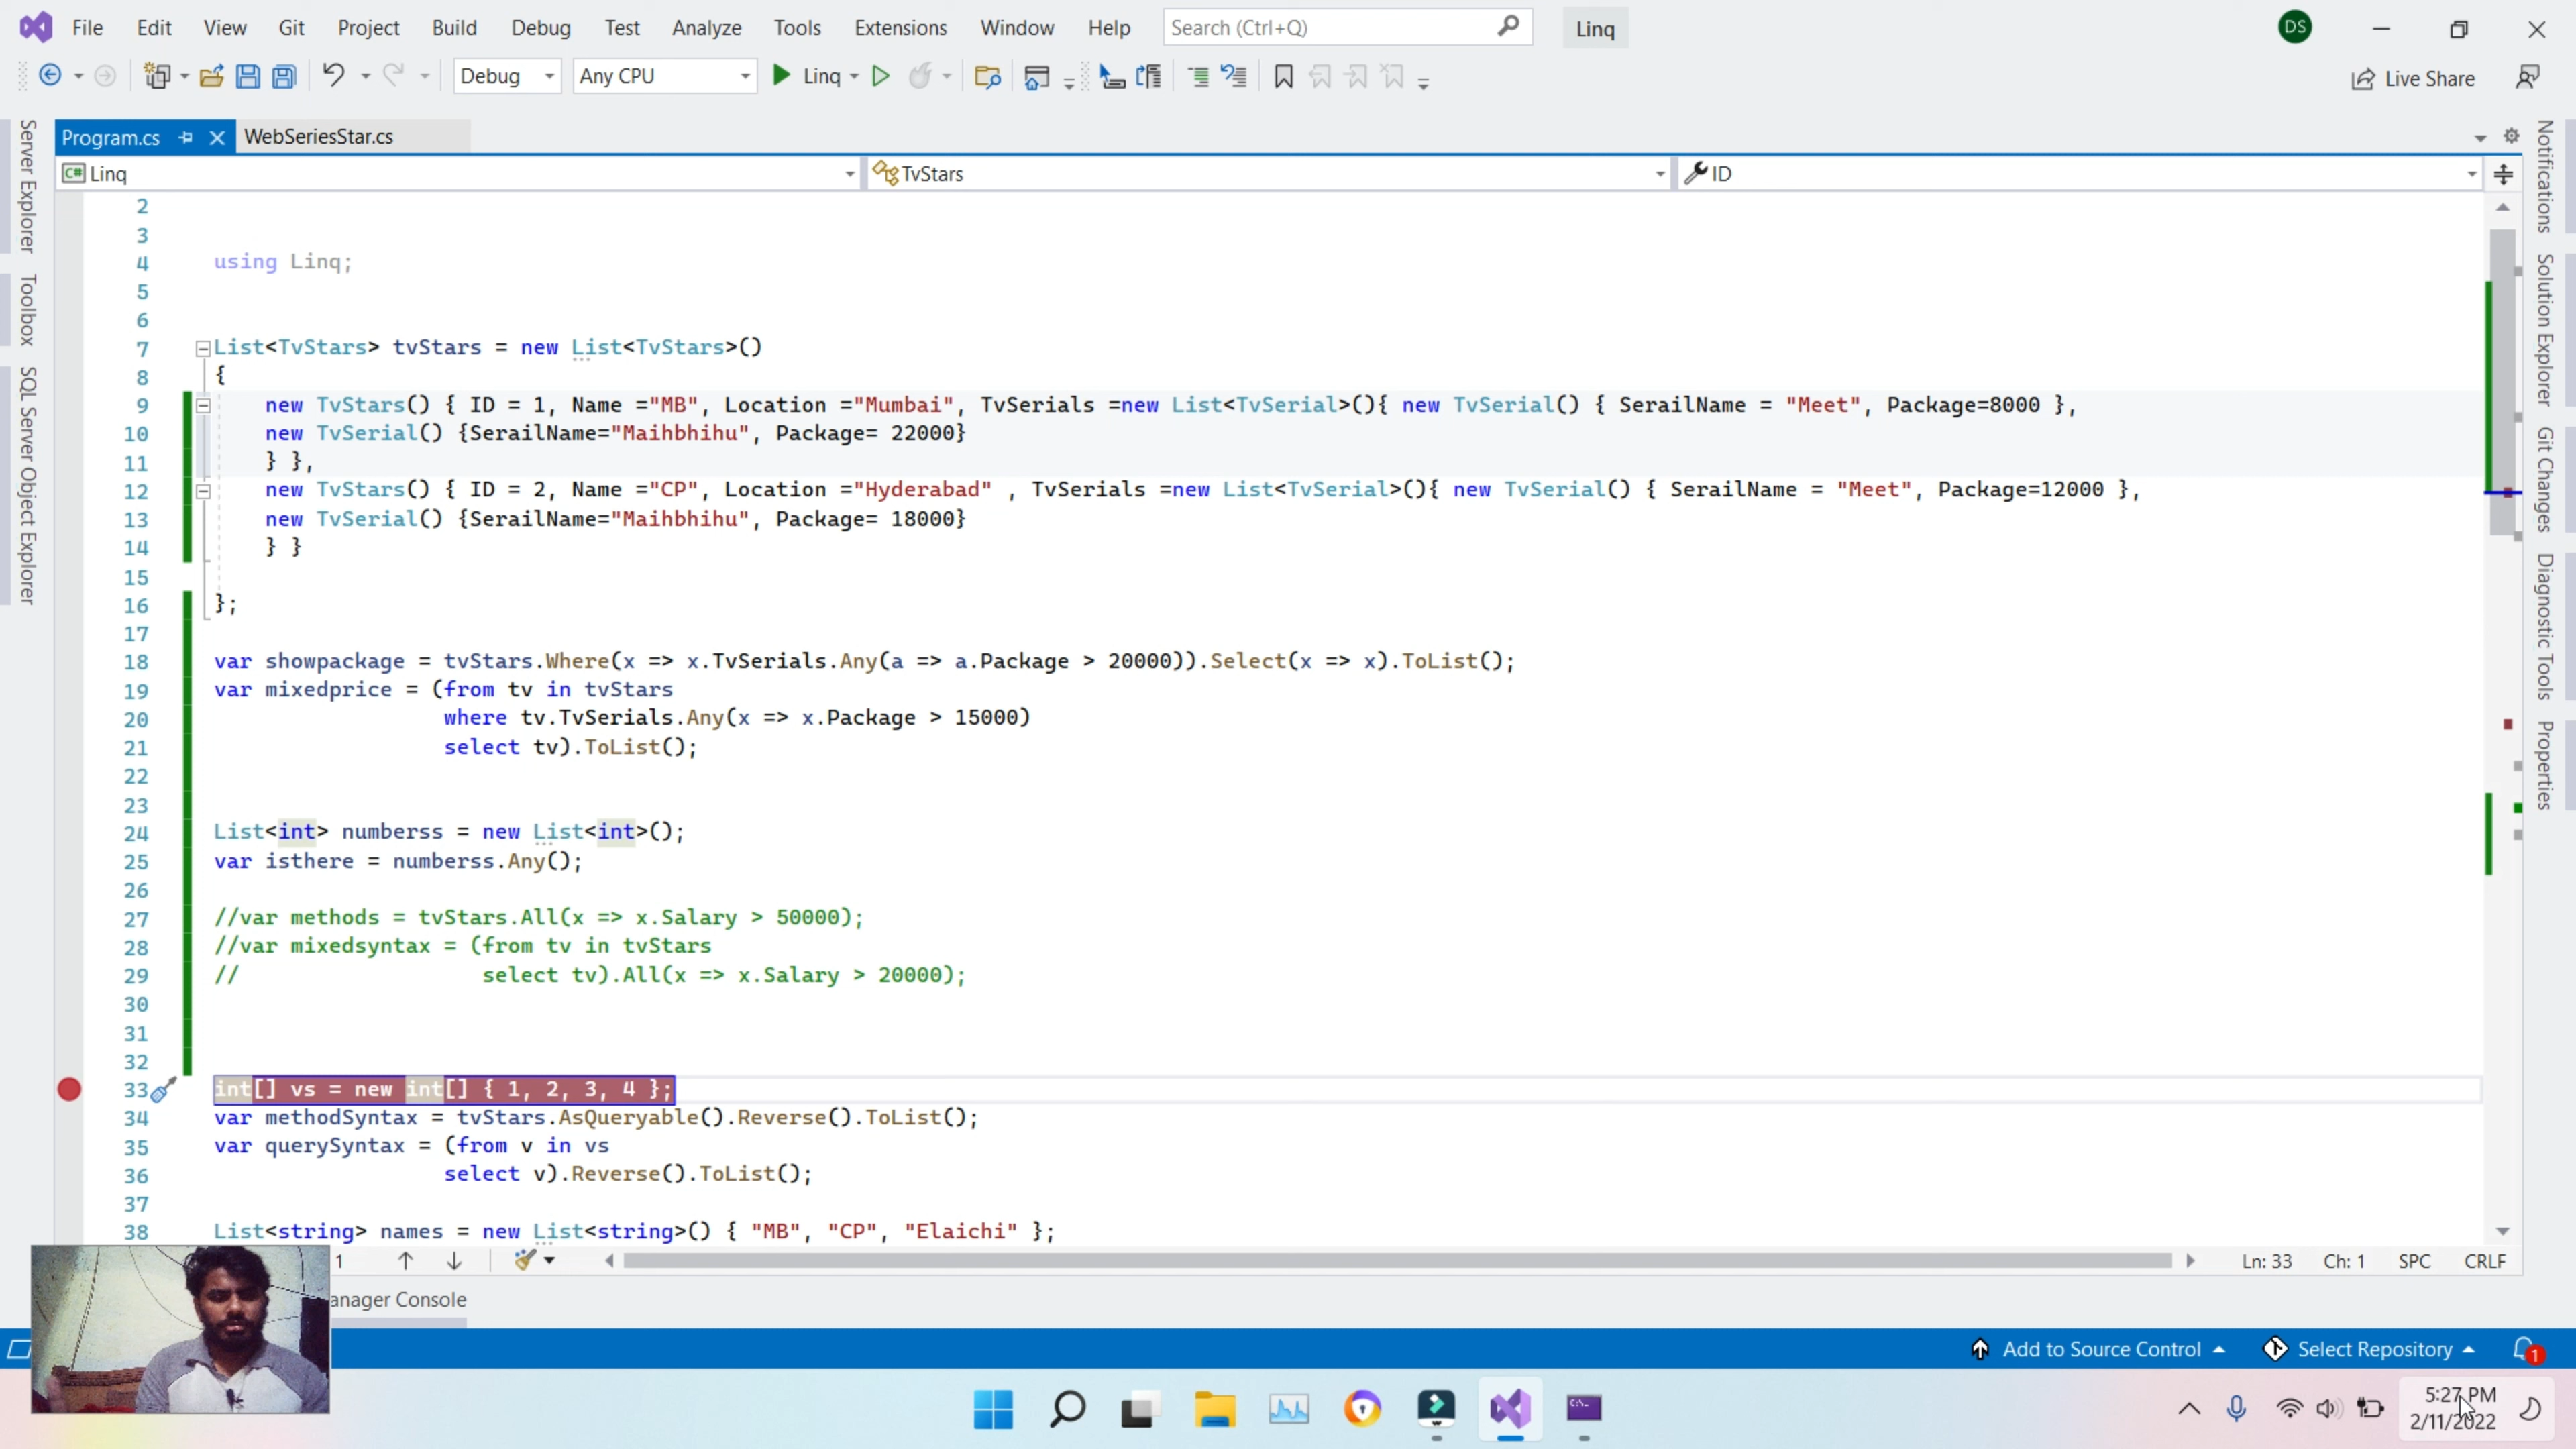 File Edit View Git Project Build Debug Test Analyze Tools Extensions Window Help Search (Ctrl+Q) Linq DS
Debug Any CPU Linq Live Share
Program.cs WebSeriesStar.cs
C# Linq TvStars ID
Server Explorer
Toolbox
SQL Server Object Explorer
2
3
4 using Linq;
5
6
7 List<TvStars> tvStars = new List<TvStars>()
8 {
9 new TvStars() { ID = 1, Name ="MB", Location ="Mumbai", TvSerials =new List<TvSerial>(){ new TvSerial() { SerailName = "Meet", Package=8000 },
10 new TvSerial() {SerailName="Maihbhihu", Package= 22000}
11 } },
12 new TvStars() { ID = 2, Name ="CP", Location ="Hyderabad" , TvSerials =new List<TvSerial>(){ new TvSerial() { SerailName = "Meet", Package=12000 },
13 new TvSerial() {SerailName="Maihbhihu", Package= 18000}
14 } }
15
16 };
17
18 var showpackage = tvStars.Where(x => x.TvSerials.Any(a => a.Package > 20000)).Select(x => x).ToList();
19 var mixedprice = (from tv in tvStars
20 where tv.TvSerials.Any(x => x.Package > 15000)
21 select tv).ToList();
22
23
24 List<int> numberss = new List<int>();
25 var isthere = numberss.Any();
26
27 //var methods = tvStars.All(x => x.Salary > 50000);
28 //var mixedsyntax = (from tv in tvStars
29 // select tv).All(x => x.Salary > 20000);
30
31
32
33 int[] vs = new int[] { 1, 2, 3, 4 };
34 var methodSyntax = tvStars.AsQueryable().Reverse().ToList();
35 var querySyntax = (from v in vs
36 select v).Reverse().ToList();
37
38 List<string> names = new List<string>() { "MB", "CP", "Elaichi" };
Notifications
Solution Explorer
Git Changes
Diagnostic Tools
Properties
1 Ln: 33 Ch: 1 SPC CRLF
anager Console
Add to Source Control Select Repository 1
5:27 PM
2/11/2022